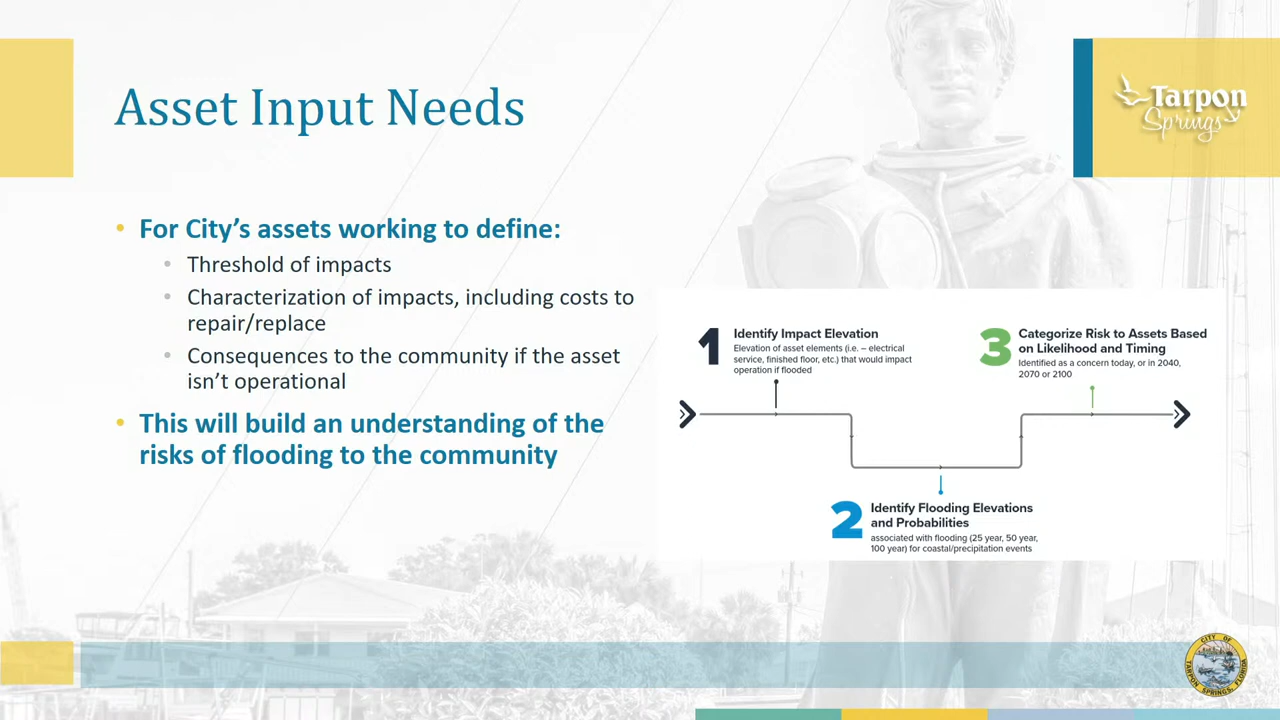 Asset Input Needs
Tarpon
Springs
• For City’s assets working to define:
• Threshold of impacts
• Characterization of impacts, including costs to
repair/replace
• Consequences to the community if the asset
isn’t operational
• This will build an understanding of the
risks of flooding to the community
1
Identify Impact Elevation
Elevation of asset elements (i.e. – electrical
service, finished floor, etc.) that would impact
operation if flooded
2
Identify Flooding Elevations
and Probabilities
associated with flooding (25 year, 50 year,
100 year) for coastal/precipitation events
3
Categorize Risk to Assets Based
on Likelihood and Timing
Identified as a concern today, or in 2040,
2070 or 2100
CITY OF
TARPON SPRINGS, FLORIDA